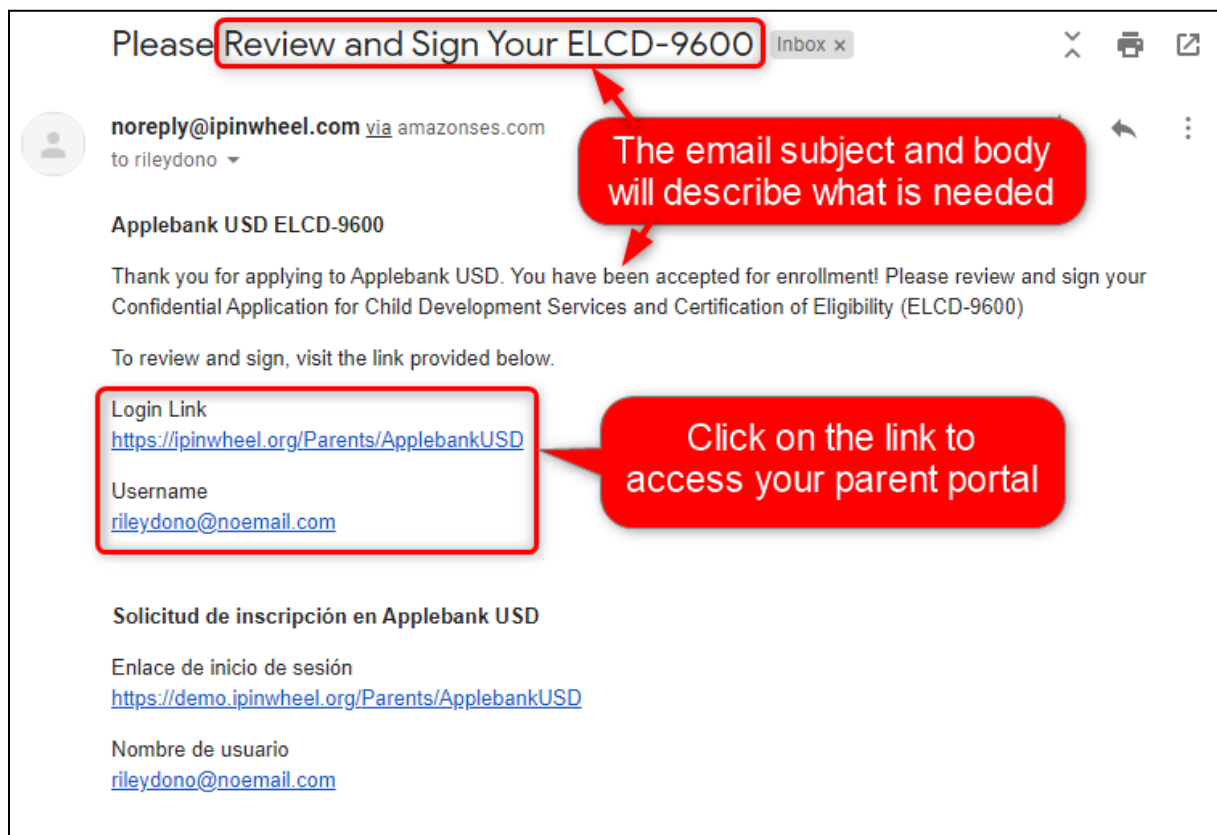 Please Review and Sign Your ELCD-9600 Inbox x
noreply@ipinwheel.com via amazonses.com
to rileydono
The email subject and body
will describe what is needed
Applebank USD ELCD-9600
Thank you for applying to Applebank USD. You have been accepted for enrollment! Please review and sign your
Confidential Application for Child Development Services and Certification of Eligibility (ELCD-9600)
To review and sign, visit the link provided below.
Login Link
https://ipinwheel.org/Parents/ApplebankUSD
Username
rileydono@noemail.com
Click on the link to
access your parent portal
Solicitud de inscripción en Applebank USD
Enlace de inicio de sesión
https://demo.ipinwheel.org/Parents/ApplebankUSD
Nombre de usuario
rileydono@noemail.com